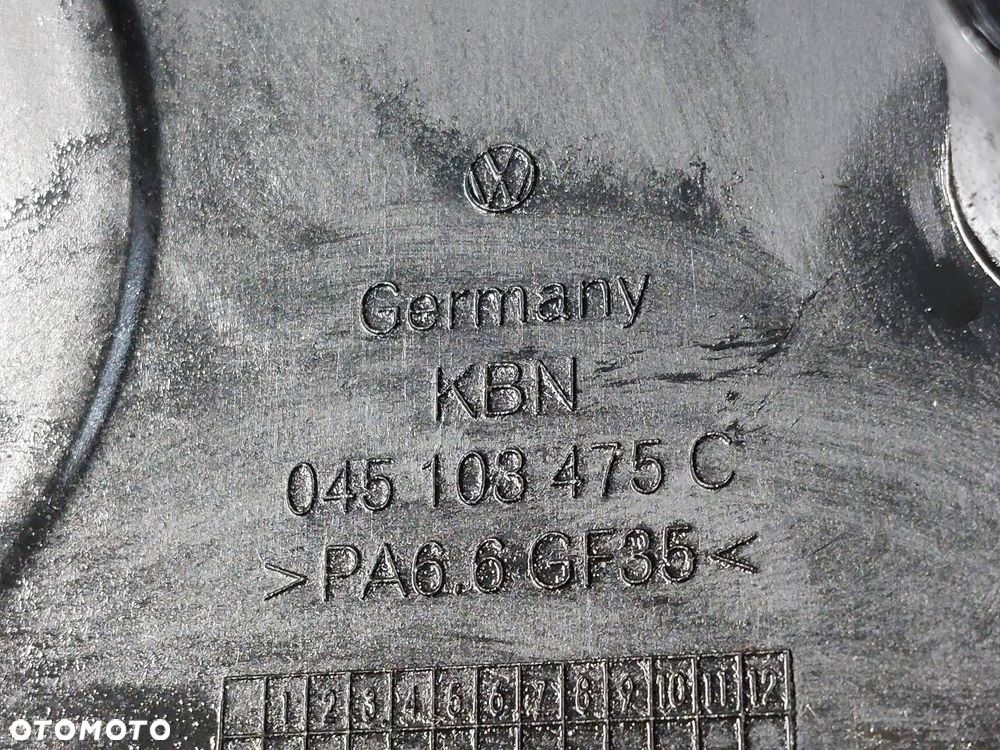 Germany
KBN
045 103 475 C
>PA6.6 GF35<
1 2 3 4 5 6 7 8 9 10 11 12
OTOMOTO